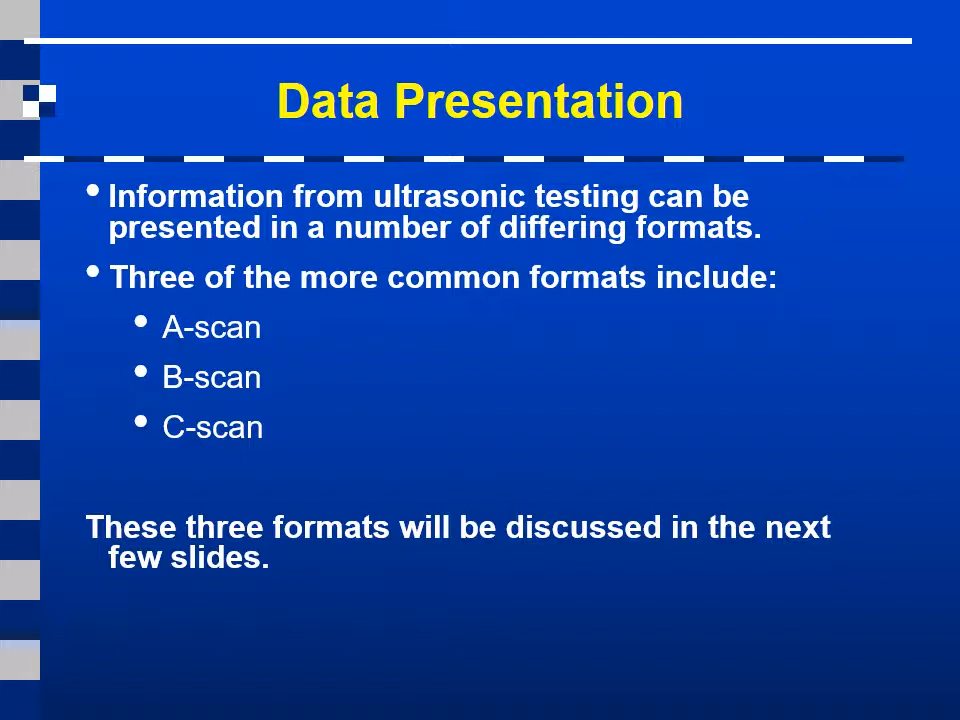 Data Presentation
• Information from ultrasonic testing can be
presented in a number of differing formats.
• Three of the more common formats include:
• A-scan
• B-scan
• C-scan
These three formats will be discussed in the next
few slides.